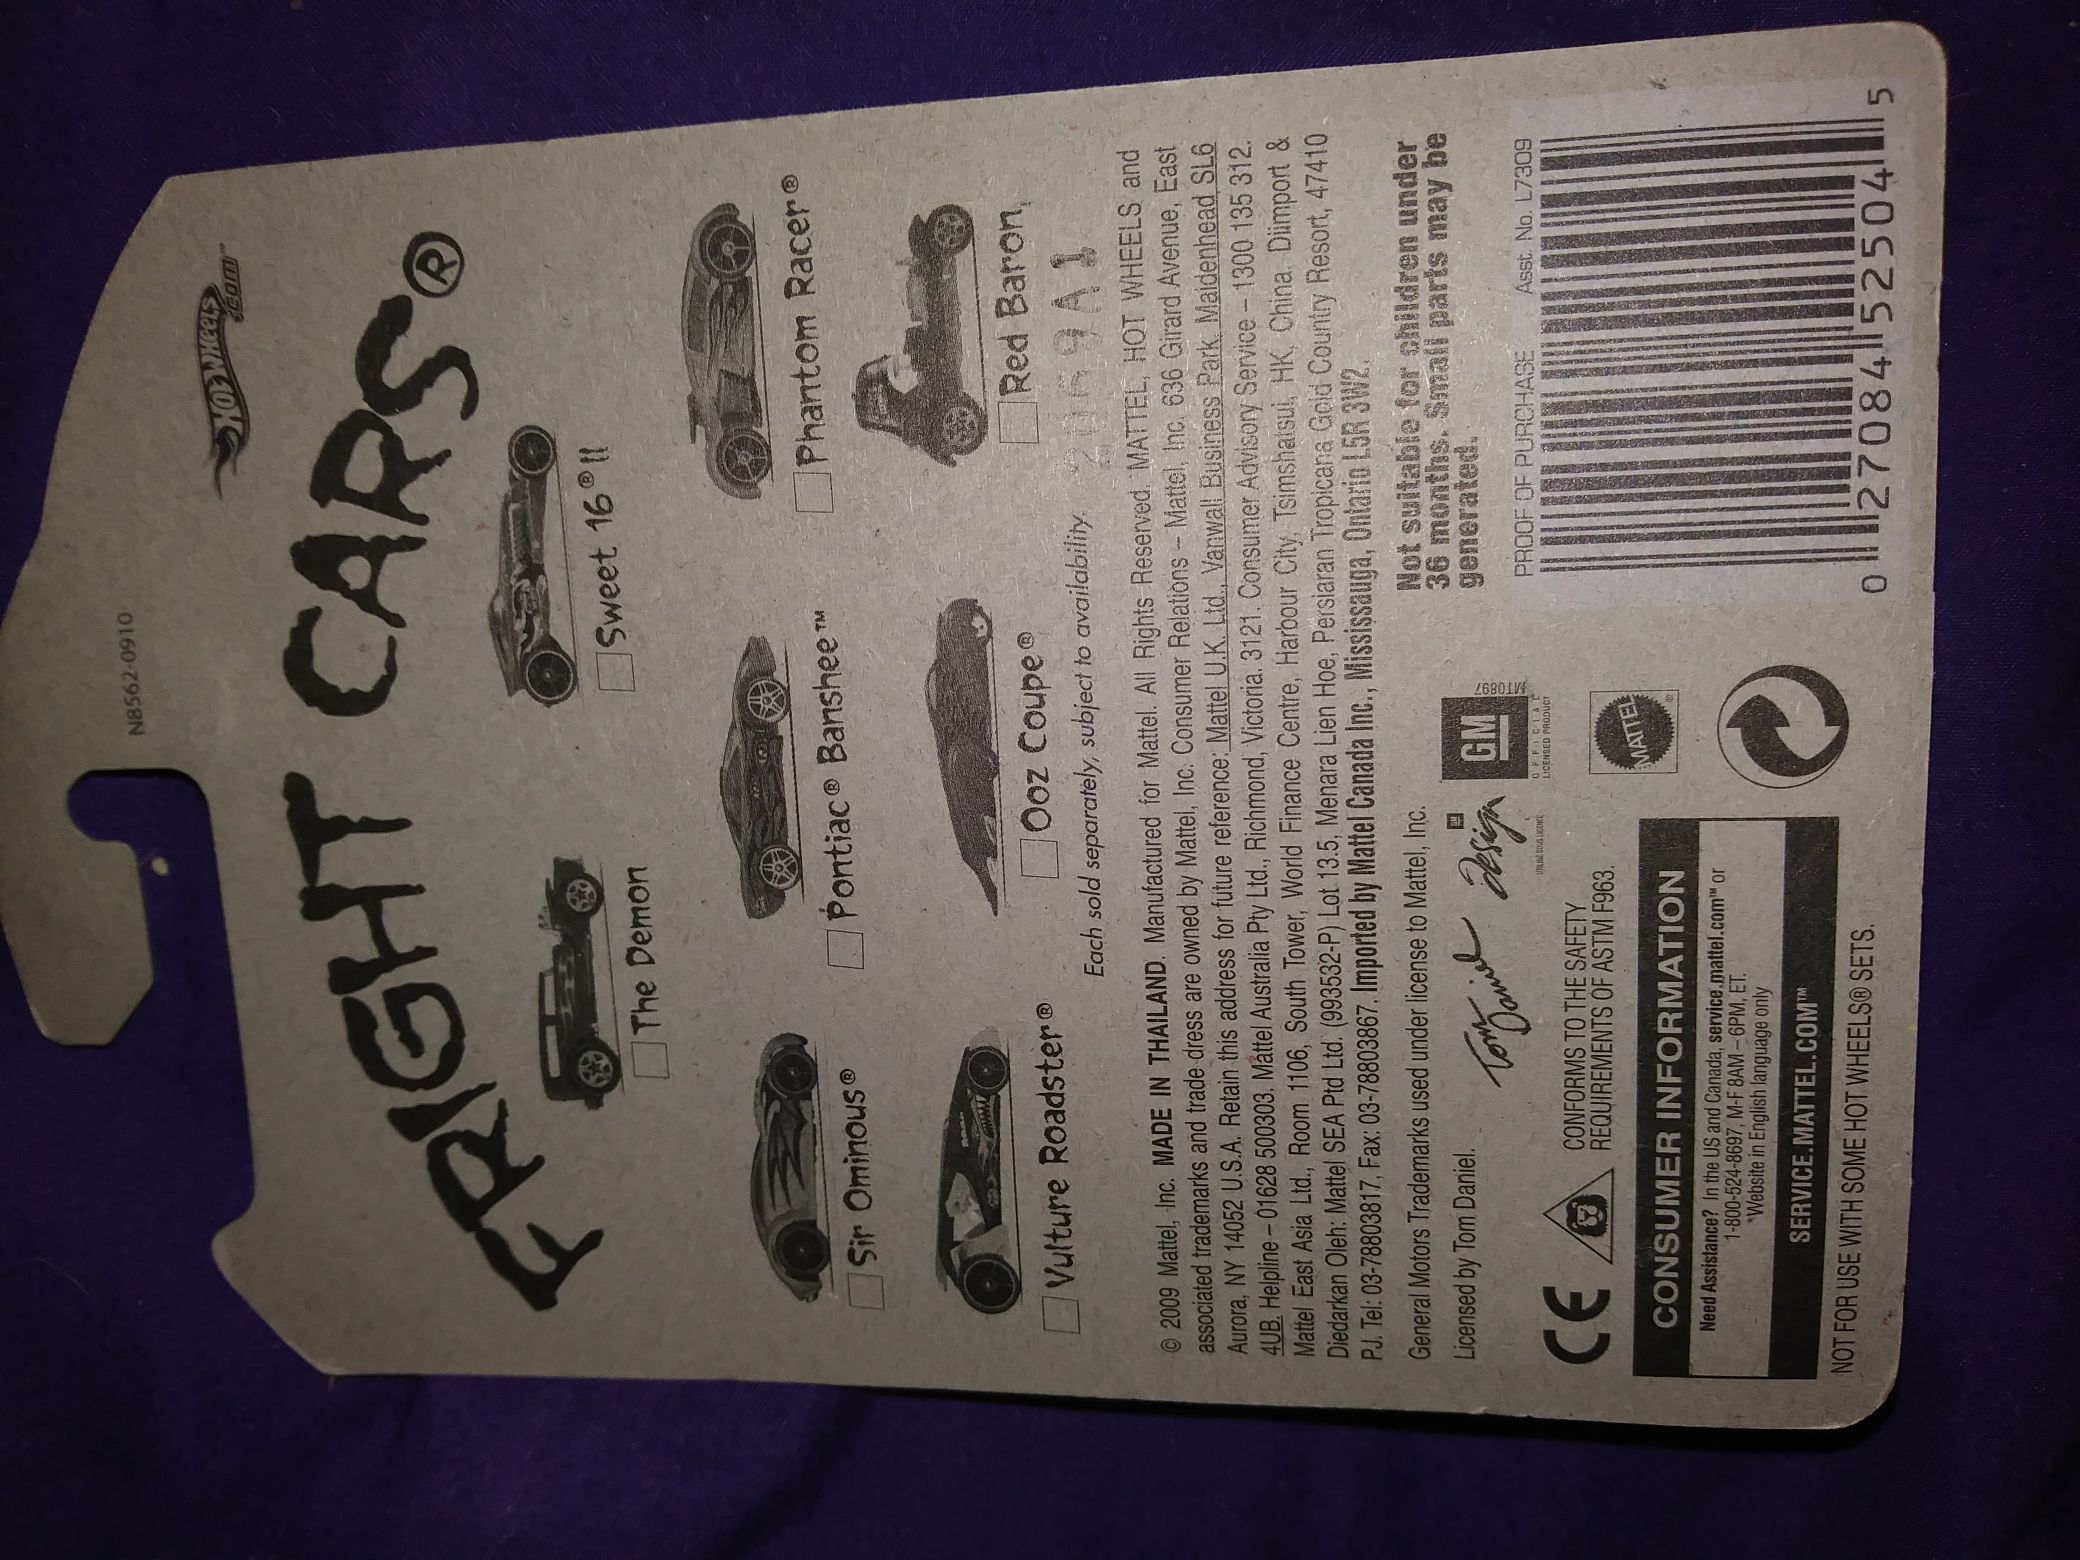 N8562-0910
HOT WHEELS .com™
FRIGHT CARS®
The Demon
Sweet 16® II
Sir Ominous®
Pontiac® Banshee™
Phantom Racer®
Vulture Roadster®
Ooz Coupe®
Red Baron
Each sold separately, subject to availability.
209A1
© 2009 Mattel, Inc. MADE IN THAILAND. Manufactured for Mattel. All Rights Reserved. MATTEL, HOT WHEELS and
associated trademarks and trade dress are owned by Mattel, Inc. Consumer Relations – Mattel, Inc. 636 Girard Avenue, East
Aurora, NY 14052 U.S.A. Retain this address for future reference: Mattel U.K. Ltd., Vanwall Business Park, Maidenhead SL6
4UB. Helpline – 01628 500303. Mattel Australia Pty Ltd., Richmond, Victoria. 3121. Consumer Advisory Service – 1300 135 312.
Mattel East Asia Ltd., Room 1106, South Tower, World Finance Centre, Harbour City, Tsimshatsui, HK, China. Diimport &
Diedarkan Oleh: Mattel SEA Ptd Ltd. (993532-P) Lot 13.5, Menara Lien Hoe, Persiaran Tropicana Gold Country Resort, 47410
PJ. Tel: 03-78803817, Fax: 03-78803867. Imported by Mattel Canada Inc., Mississauga, Ontario L5R 3W2.
General Motors Trademarks used under license to Mattel, Inc.
Licensed by Tom Daniel.
Tom Daniel Design
GM
OFFICIAL
LICENSED PRODUCT
MT0897
Not suitable for children under
36 months. Small parts may be
generated.
CE
CONFORMS TO THE SAFETY
REQUIREMENTS OF ASTM F963.
MATTEL®
PROOF OF PURCHASE Asst. No. L7309
0 27084 52504 5
CONSUMER INFORMATION
Need Assistance? In the US and Canada, service.mattel.com™ or
1-800-524-8697, M-F 8AM – 6PM, ET.
*Website in English language only
SERVICE.MATTEL.COM™
NOT FOR USE WITH SOME HOT WHEELS® SETS.